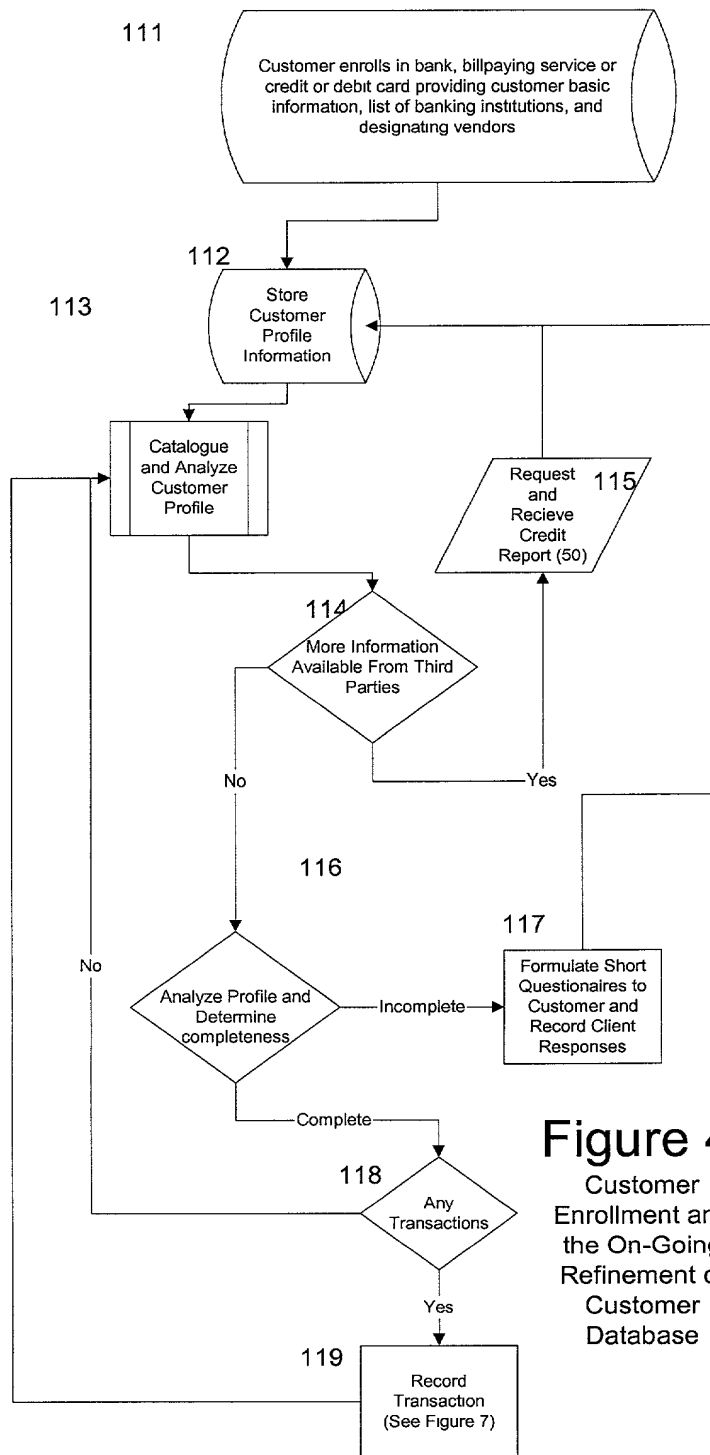 111
Customer enrolls in bank, billpaying service or
credit or debit card providing customer basic
information, list of banking institutions, and
designating vendors
112
Store
Customer
Profile
Information
113
Catalogue
and Analyze
Customer
Profile
115
Request
and
Recieve
Credit
Report (50)
114
More Information
Available From Third
Parties
No
Yes
116
Analyze Profile and
Determine
completeness
Incomplete
117
Formulate Short
Questionaires to
Customer and
Record Client
Responses
No
Complete
118
Any
Transactions
Yes
119
Record
Transaction
(See Figure 7)
Figure
Customer
Enrollment
the On-Going
Refinement
Customer
Database